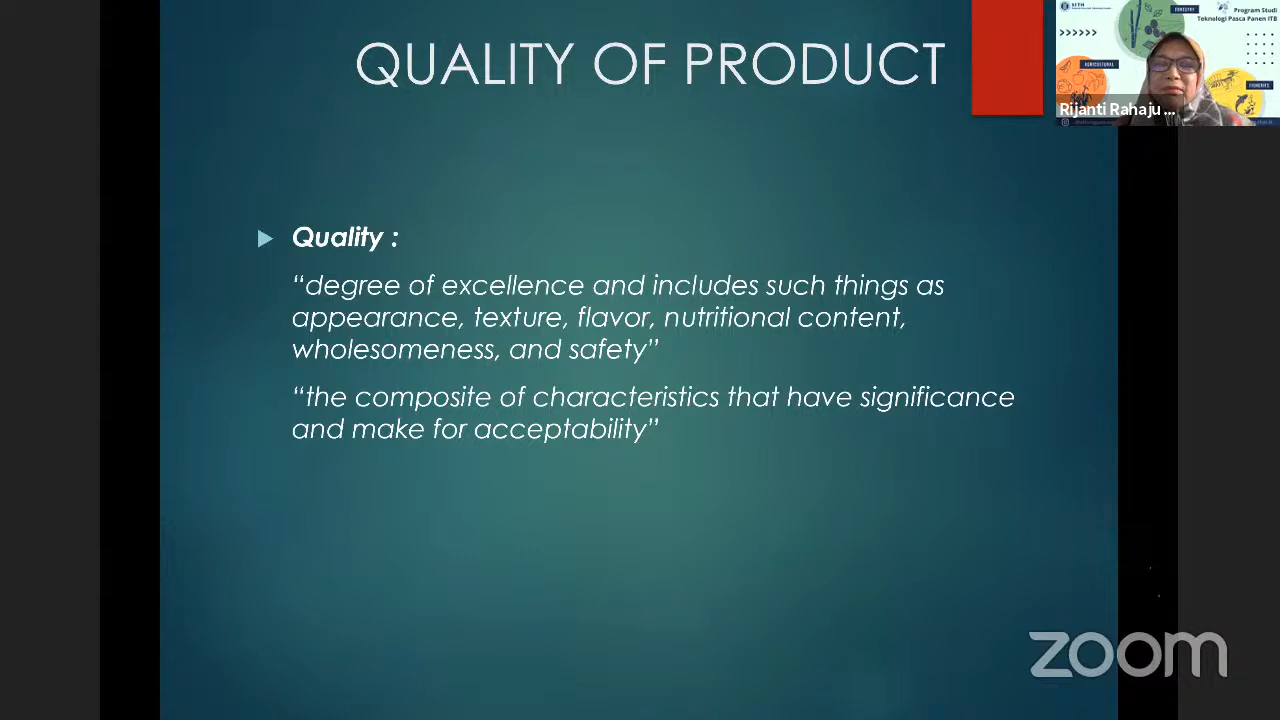 QUALITY OF PRODUCT
SITH
FORESTRY
Program Studi
Teknologi Pasca Panen ITB
>>>>>>
AGRICULTURAL
FISHERIES
Rijanti Rahaju ...
Quality :
“degree of excellence and includes such things as
appearance, texture, flavor, nutritional content,
wholesomeness, and safety”
“the composite of characteristics that have significance
and make for acceptability”
zoom